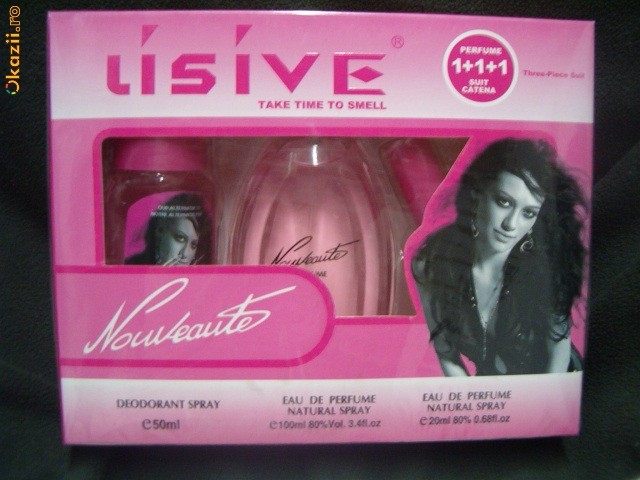 Okazii.ro
LiSiVE®
TAKE TIME TO SMELL
PERFUME
1+1+1
SUIT
CATENA
Three-Piece Suit
Nouveaute
Nouveaute
DEODORANT SPRAY
℮50ml
EAU DE PERFUME
NATURAL SPRAY
℮100ml 80%Vol. 3.4fl.oz
EAU DE PERFUME
NATURAL SPRAY
℮20ml 80% 0.68fl.oz